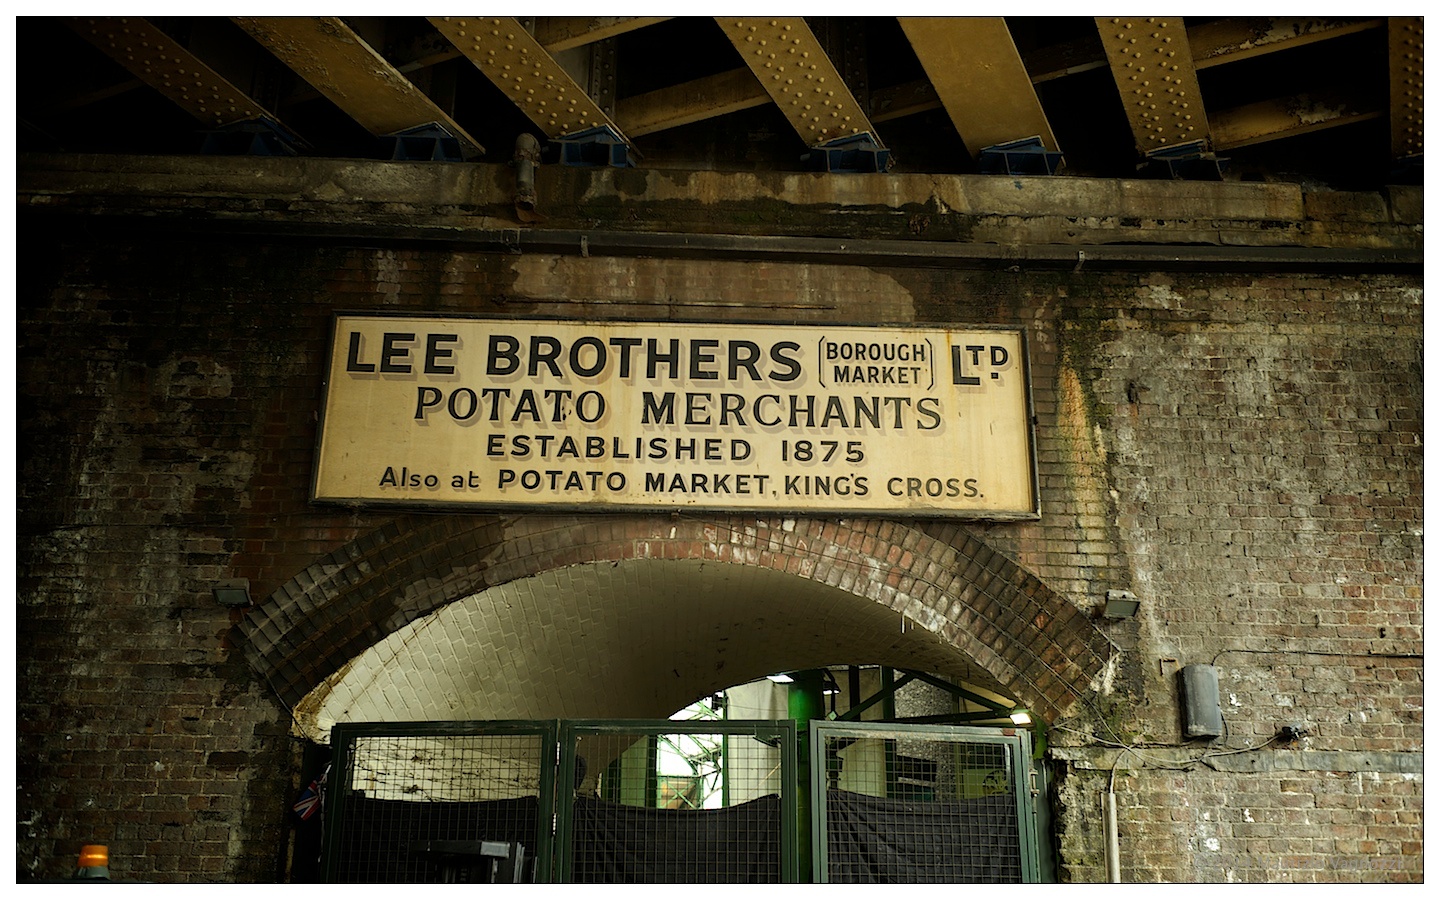 LEE BROTHERS (BOROUGH MARKET) LTD
POTATO MERCHANTS
ESTABLISHED 1875
Also at POTATO MARKET, KING'S CROSS.